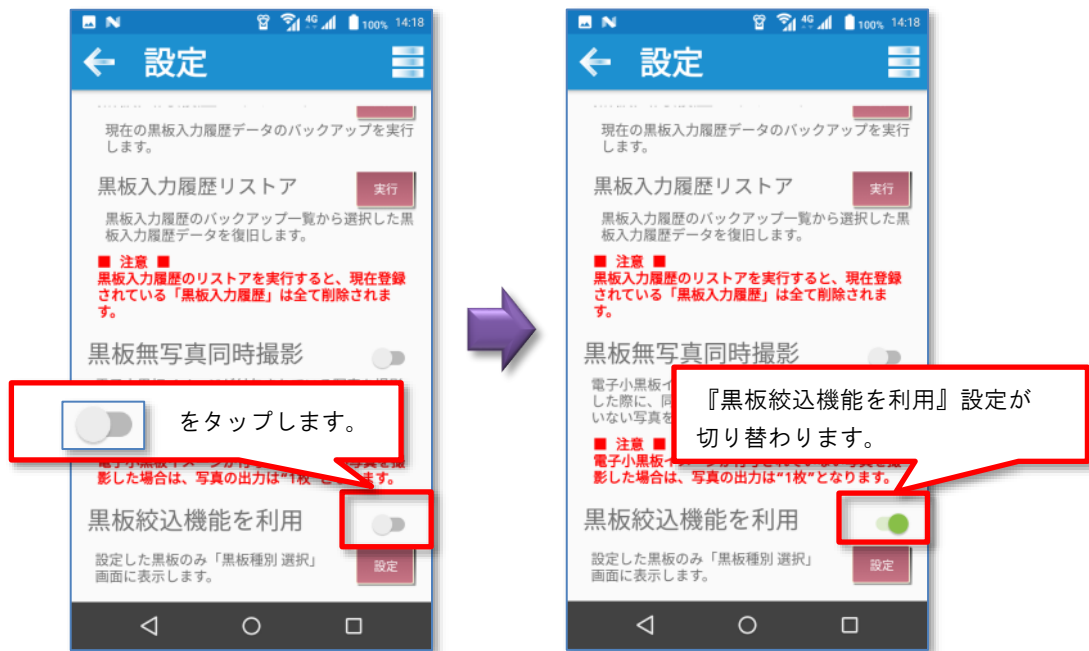 4G 100% 14:18
設定
現在の黒板入力履歴データのバックアップを実行
します。
黒板入力履歴リストア
実行
黒板入力履歴のバックアップ一覧から選択した黒
板入力履歴データを復旧します。
■ 注意 ■
黒板入力履歴のリストアを実行すると、現在登録
されている「黒板入力履歴」は全て削除されま
す。
黒板無写真同時撮影
をタップします。
影した場合は、写真の出力は“1枚”となります。
黒板絞込機能を利用
設定した黒板のみ「黒板種別 選択」
画面に表示します。
設定
4G 100% 14:18
設定
現在の黒板入力履歴データのバックアップを実行
します。
黒板入力履歴リストア
実行
黒板入力履歴のバックアップ一覧から選択した黒
板入力履歴データを復旧します。
■ 注意 ■
黒板入力履歴のリストアを実行すると、現在登録
されている「黒板入力履歴」は全て削除されま
す。
黒板無写真同時撮影
電子小黒板イ
した際に、同
いない写真を
『黒板絞込機能を利用』設定が
切り替わります。
■ 注意 ■
影した場合は、写真の出力は“1枚”となります。
黒板絞込機能を利用
設定した黒板のみ「黒板種別 選択」
画面に表示します。
設定